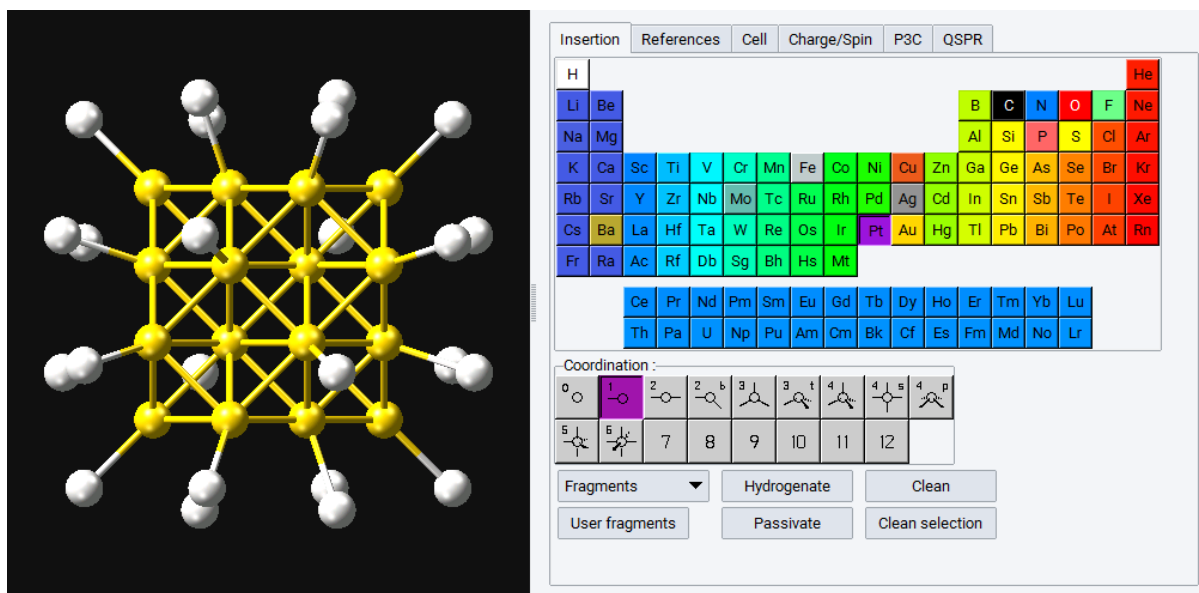 Insertion References Cell Charge/Spin P3C QSPR
H He
Li Be B C N O F Ne
Na Mg Al Si P S Cl Ar
K Ca Sc Ti V Cr Mn Fe Co Ni Cu Zn Ga Ge As Se Br Kr
Rb Sr Y Zr Nb Mo Tc Ru Rh Pd Ag Cd In Sn Sb Te I Xe
Cs Ba La Hf Ta W Re Os Ir Pt Au Hg Tl Pb Bi Po At Rn
Fr Ra Ac Rf Db Sg Bh Hs Mt
Ce Pr Nd Pm Sm Eu Gd Tb Dy Ho Er Tm Yb Lu
Th Pa U Np Pu Am Cm Bk Cf Es Fm Md No Lr
Coordination :
0 1 2 2 b 3 3 t 4 4 s 4 p
5 6 7 8 9 10 11 12
Fragments Hydrogenate Clean
User fragments Passivate Clean selection